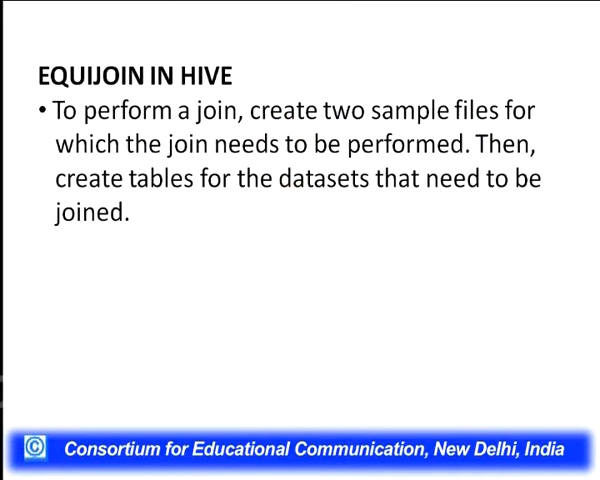 EQUIJOIN IN HIVE
• To perform a join, create two sample files for
which the join needs to be performed. Then,
create tables for the datasets that need to be
joined.
© Consortium for Educational Communication, New Delhi, India